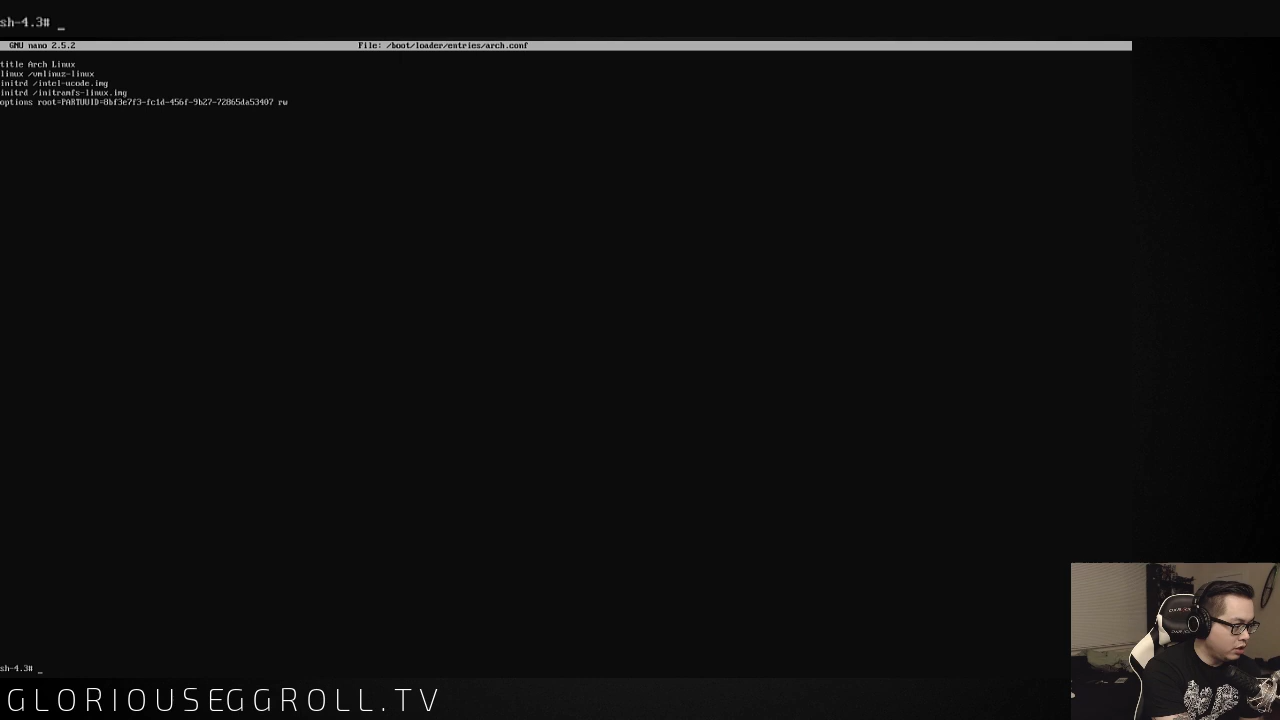 sh-4.3# _
GNU nano 2.5.2 File: /boot/loader/entries/arch.conf
title Arch Linux
linux /vmlinuz-linux
initrd /intel-ucode.img
initrd /initramfs-linux.img
options root=PARTUUID=8bf3e7f3-fc1d-456f-9b27-72865da53407 rw
sh-4.3# _
GLORIOUSEGGROLL.TV